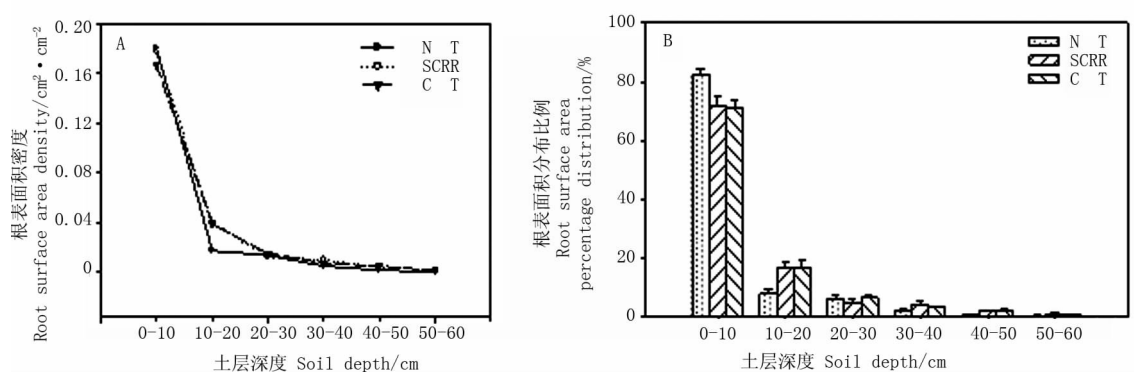 A
N T
SCRR
C T
0.20
0.16
0.12
0.08
0.04
0
根表面积密度
Root surface area density/cm²·cm⁻²
0-10 10-20 20-30 30-40 40-50 50-60
土层深度 Soil depth/cm
B
N T
SCRR
C T
100
80
60
40
20
0
根表面积分布比例
Root surface area
percentage distribution/%
0-10 10-20 20-30 30-40 40-50 50-60
土层深度 Soil depth/cm